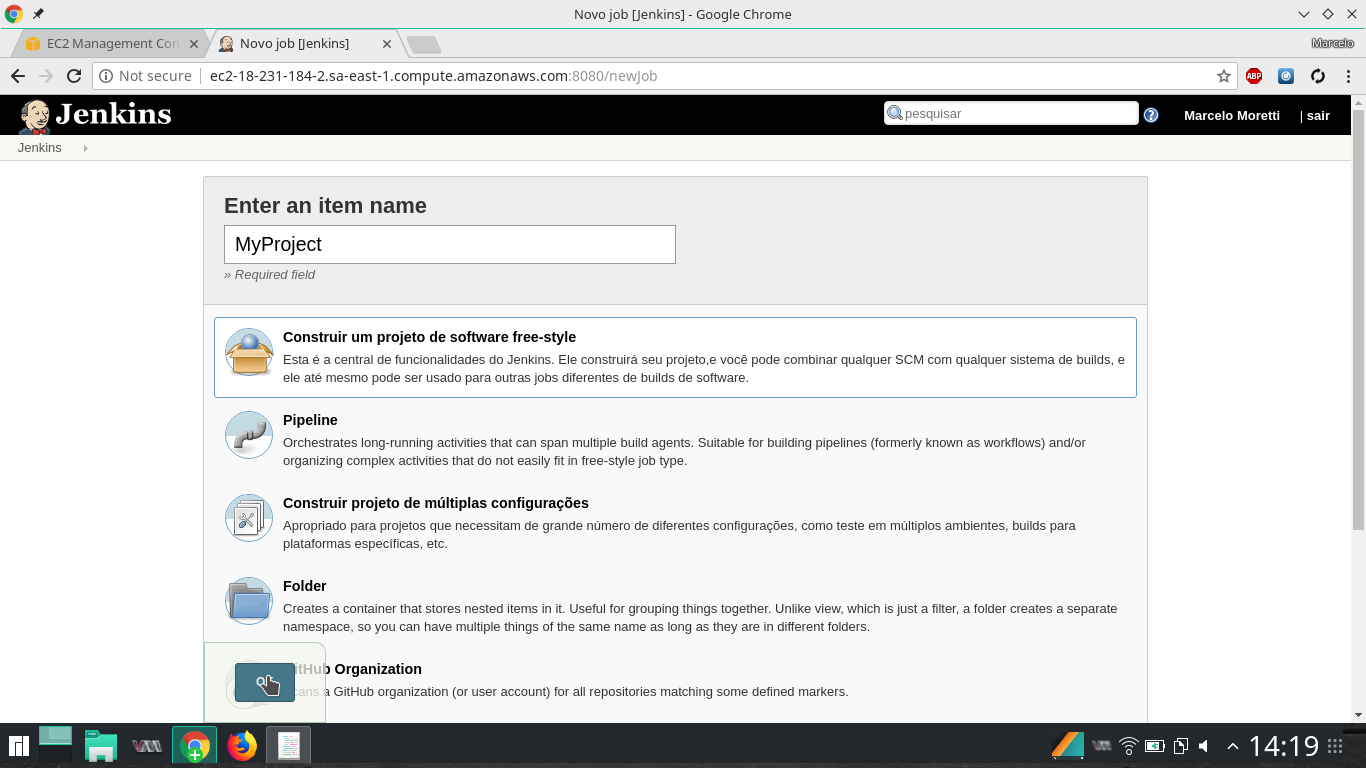 Novo job [Jenkins] - Google Chrome
EC2 Management Con
Novo job [Jenkins]
Marcelo
Not secure
ec2-18-231-184-2.sa-east-1.compute.amazonaws.com:8080/newJob
ABP
Jenkins
pesquisar
?
Marcelo Moretti
| sair
Jenkins
Enter an item name
MyProject
» Required field
Construir um projeto de software free-style
Esta é a central de funcionalidades do Jenkins. Ele construirá seu projeto,e você pode combinar qualquer SCM com qualquer sistema de builds, e
ele até mesmo pode ser usado para outras jobs diferentes de builds de software.
Pipeline
Orchestrates long-running activities that can span multiple build agents. Suitable for building pipelines (formerly known as workflows) and/or
organizing complex activities that do not easily fit in free-style job type.
Construir projeto de múltiplas configurações
Apropriado para projetos que necessitam de grande número de diferentes configurações, como teste em múltiplos ambientes, builds para
plataformas específicas, etc.
Folder
Creates a container that stores nested items in it. Useful for grouping things together. Unlike view, which is just a filter, a folder creates a separate
namespace, so you can have multiple things of the same name as long as they are in different folders.
GitHub Organization
a GitHub organization (or user account) for all repositories matching some defined markers.
14:19